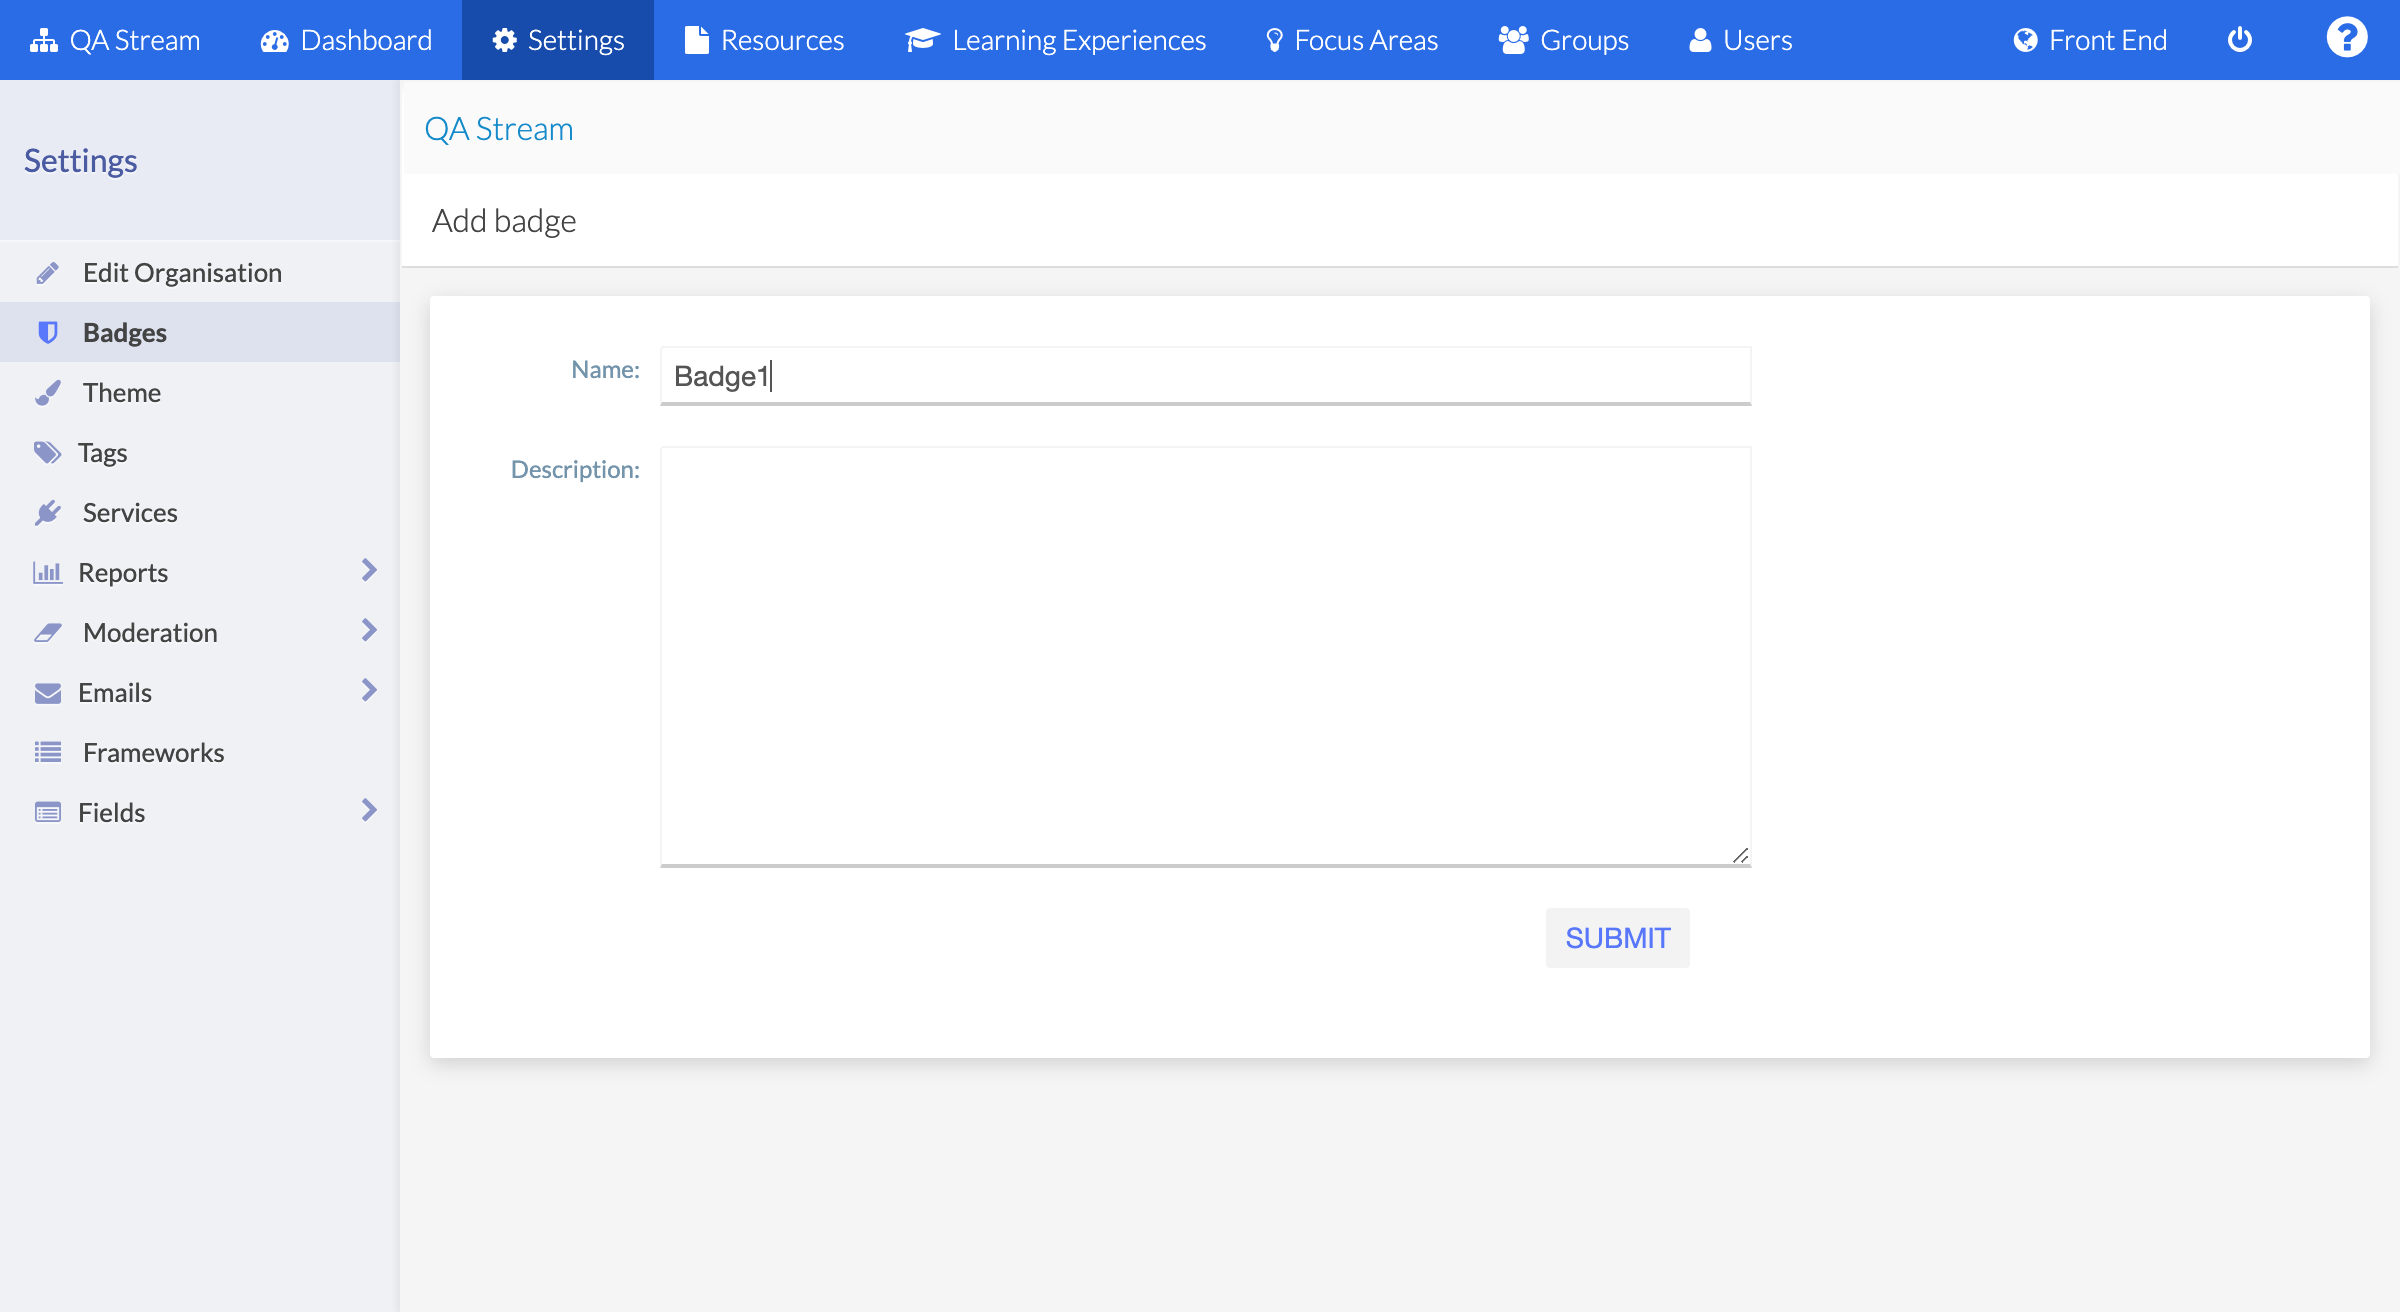 QA Stream
Dashboard
Settings
Resources
Learning Experiences
Focus Areas
Groups
Users
Front End
Settings
Edit Organisation
Badges
Theme
Tags
Services
Reports
Moderation
Emails
Frameworks
Fields
QA Stream
Add badge
Name:
Badge1
Description:
SUBMIT